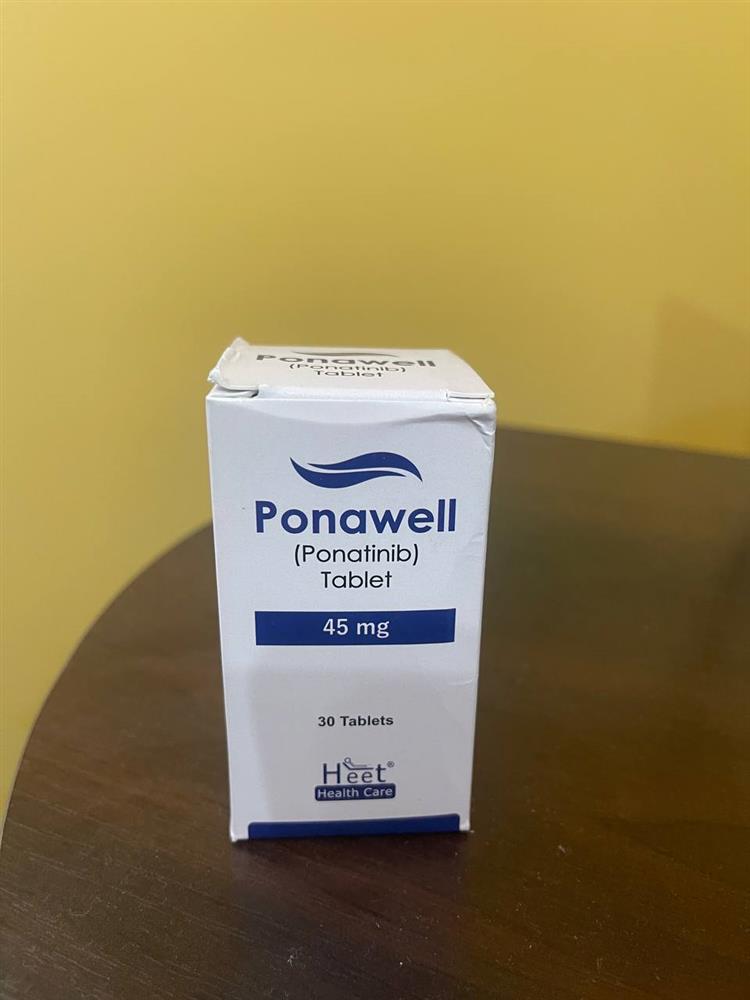 Ponawell
(Ponatinib)
Tablet
Ponawell
(Ponatinib)
Tablet
45 mg
30 Tablets
Heet®
Health Care